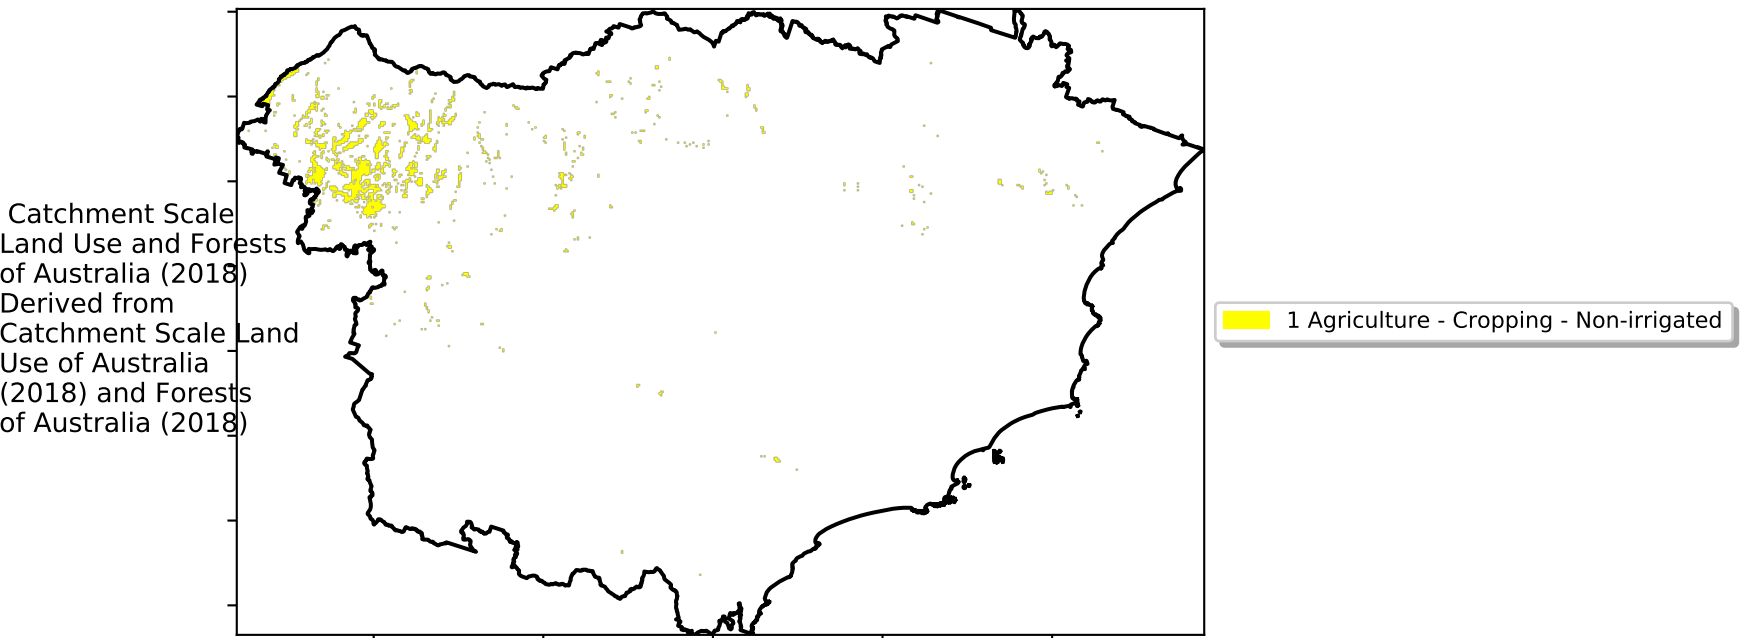 Catchment Scale
Land Use and Forests
of Australia (2018)
Derived from
Catchment Scale Land
Use of Australia
(2018) and Forests
of Australia (2018)
1 Agriculture - Cropping - Non-irrigated